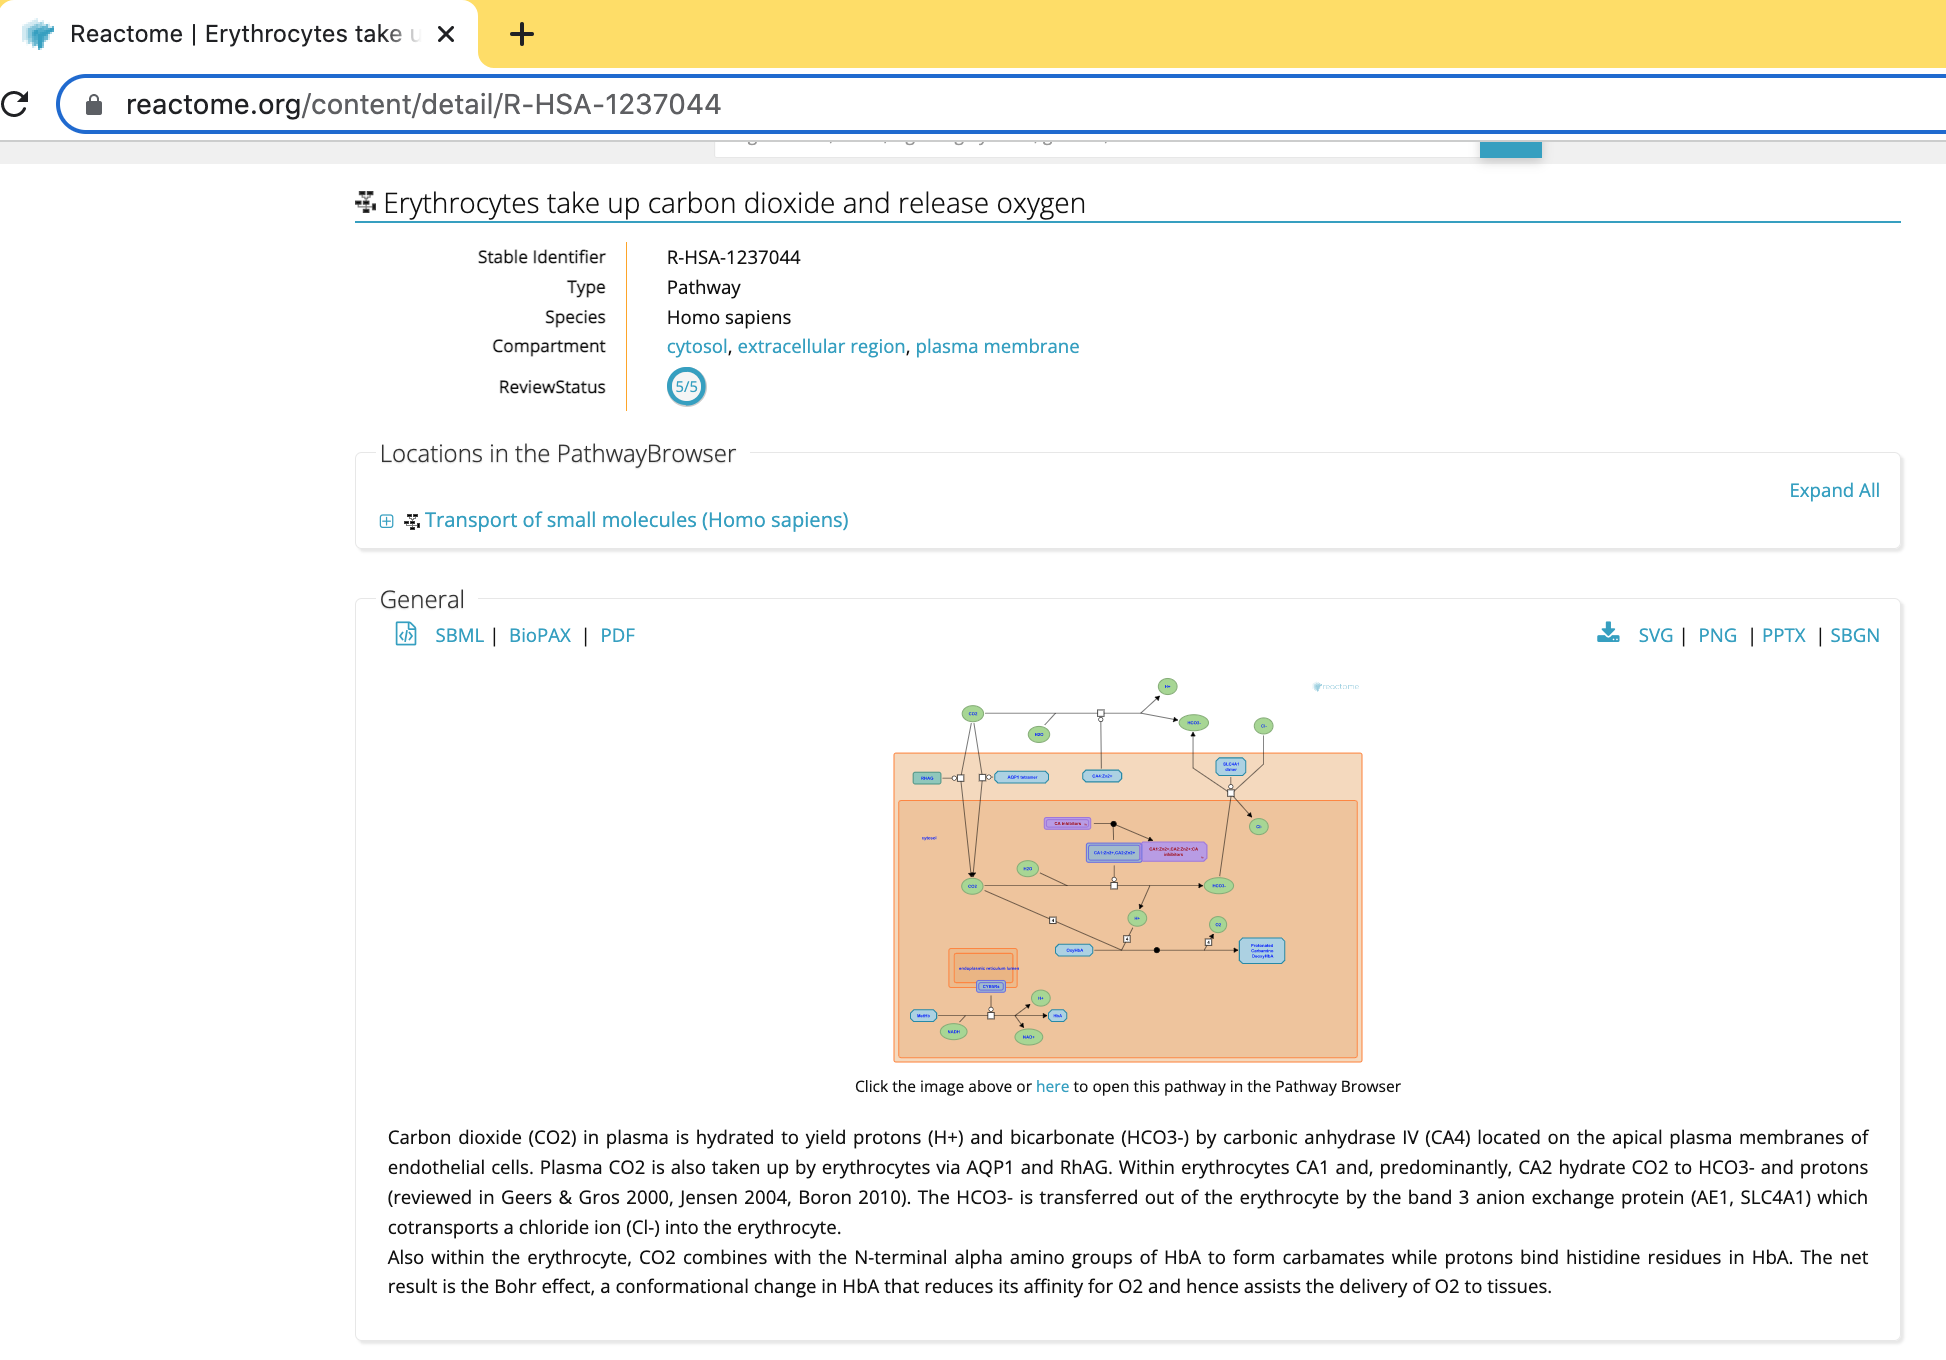 Reactome | Erythrocytes take u
reactome.org/content/detail/R-HSA-1237044
Erythrocytes take up carbon dioxide and release oxygen
Stable Identifier R-HSA-1237044
Type Pathway
Species Homo sapiens
Compartment cytosol, extracellular region, plasma membrane
ReviewStatus 5/5
Locations in the PathwayBrowser
Expand All
Transport of small molecules (Homo sapiens)
General
SBML | BioPAX | PDF
SVG | PNG | PPTX | SBGN
reactome
H+
CO2
HCO3-
Cl-
H2O
SLC4A1
dimer
RHAG
AQP1 tetramer
CA4:Zn2+
CA inhibitors
Cl-
cytosol
CA1:Zn2+,CA2:Zn2+
CA1:Zn2+,CA2:Zn2+:CA
inhibitors
H2O
CO2
HCO3-
H+
4
O2
4
4
OxyHbA
Protonated
Carbamino
DeoxyHbA
endoplasmic reticulum lumen
CYB5Rs
H+
MetHb
HbA
NADH
NAD+
Click the image above or here to open this pathway in the Pathway Browser
Carbon dioxide (CO2) in plasma is hydrated to yield protons (H+) and bicarbonate (HCO3-) by carbonic anhydrase IV (CA4) located on the apical plasma membranes of
endothelial cells. Plasma CO2 is also taken up by erythrocytes via AQP1 and RhAG. Within erythrocytes CA1 and, predominantly, CA2 hydrate CO2 to HCO3- and protons
(reviewed in Geers & Gros 2000, Jensen 2004, Boron 2010). The HCO3- is transferred out of the erythrocyte by the band 3 anion exchange protein (AE1, SLC4A1) which
cotransports a chloride ion (Cl-) into the erythrocyte.
Also within the erythrocyte, CO2 combines with the N-terminal alpha amino groups of HbA to form carbamates while protons bind histidine residues in HbA. The net
result is the Bohr effect, a conformational change in HbA that reduces its affinity for O2 and hence assists the delivery of O2 to tissues.